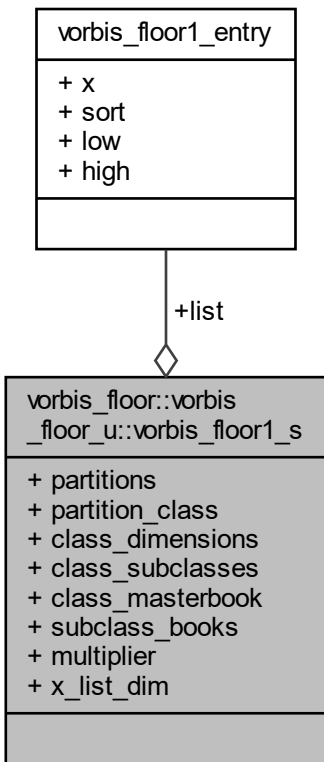 vorbis_floor1_entry
+ x
+ sort
+ low
+ high
+list
vorbis_floor::vorbis
_floor_u::vorbis_floor1_s
+ partitions
+ partition_class
+ class_dimensions
+ class_subclasses
+ class_masterbook
+ subclass_books
+ multiplier
+ x_list_dim